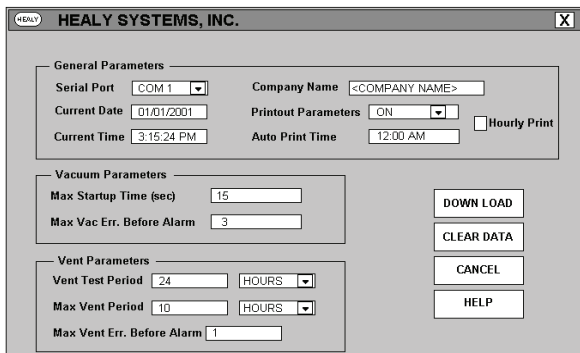 HEALY HEALY SYSTEMS, INC. X
General Parameters
Serial Port COM 1 Company Name <COMPANY NAME>
Current Date 01/01/2001 Printout Parameters ON
Hourly Print
Current Time 3:15:24 PM Auto Print Time 12:00 AM
Vacuum Parameters
Max Startup Time (sec) 15
Max Vac Err. Before Alarm 3
DOWN LOAD
CLEAR DATA
CANCEL
HELP
Vent Parameters
Vent Test Period 24 HOURS
Max Vent Period 10 HOURS
Max Vent Err. Before Alarm 1